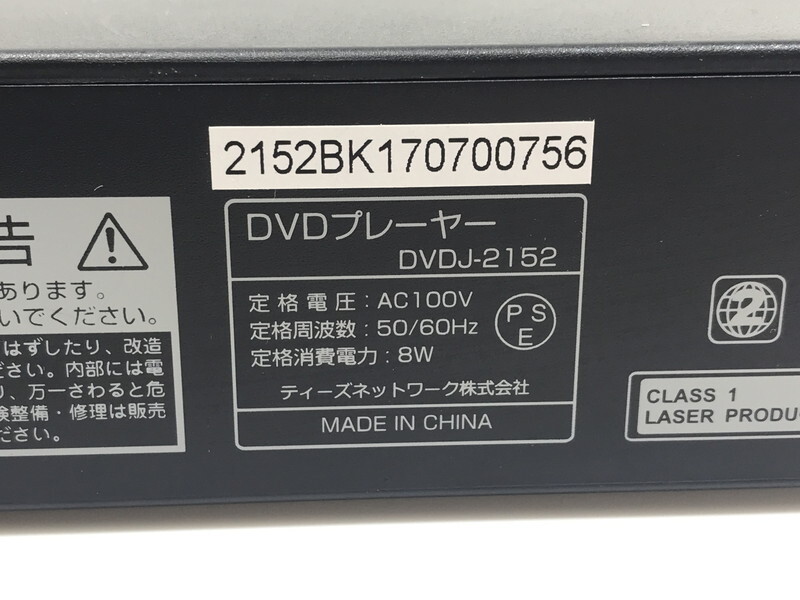 2152BK170700756
DVDプレーヤー
DVDJ-2152
定格電圧:AC100V
定格周波数:50/60Hz
定格消費電力:8W
PSE
ティーズネットワーク株式会社
MADE IN CHINA
告
あります。
いでください。
はずしたり、改造
ださい。内部には電
り、万一さわると危
検整備・修理は販売
ださい。
2
CLASS 1
LASER